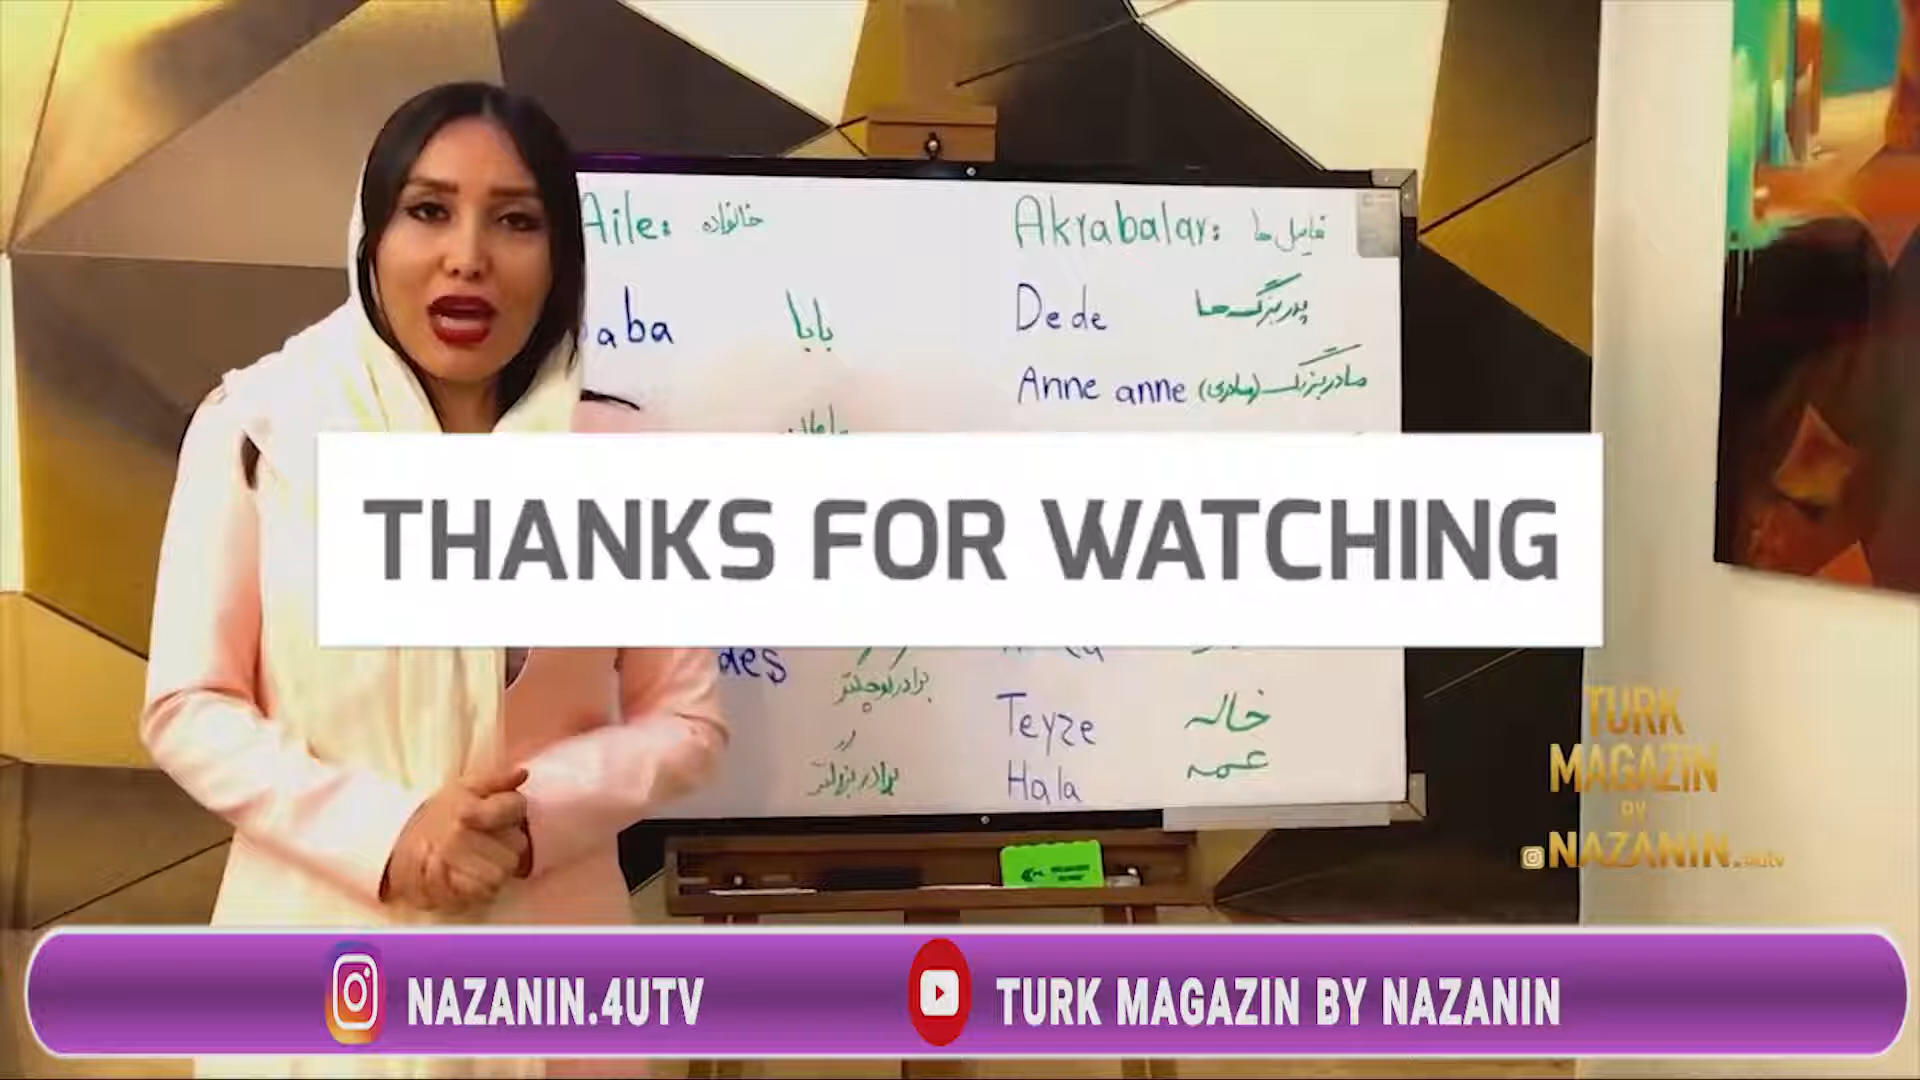 Aile: خانواده
Akrabalar: فامیل ها
aba بابا
Dede پدربزرگ ها
Anne anne مادربزرگ (مادری)
THANKS FOR WATCHING
برادر کوچکتر
Teyze خاله
Hala عمه
برادر بزرگتر
TURK
MAGAZIN
BY
NAZANIN.4utv
NAZANIN.4UTV
TURK MAGAZIN BY NAZANIN